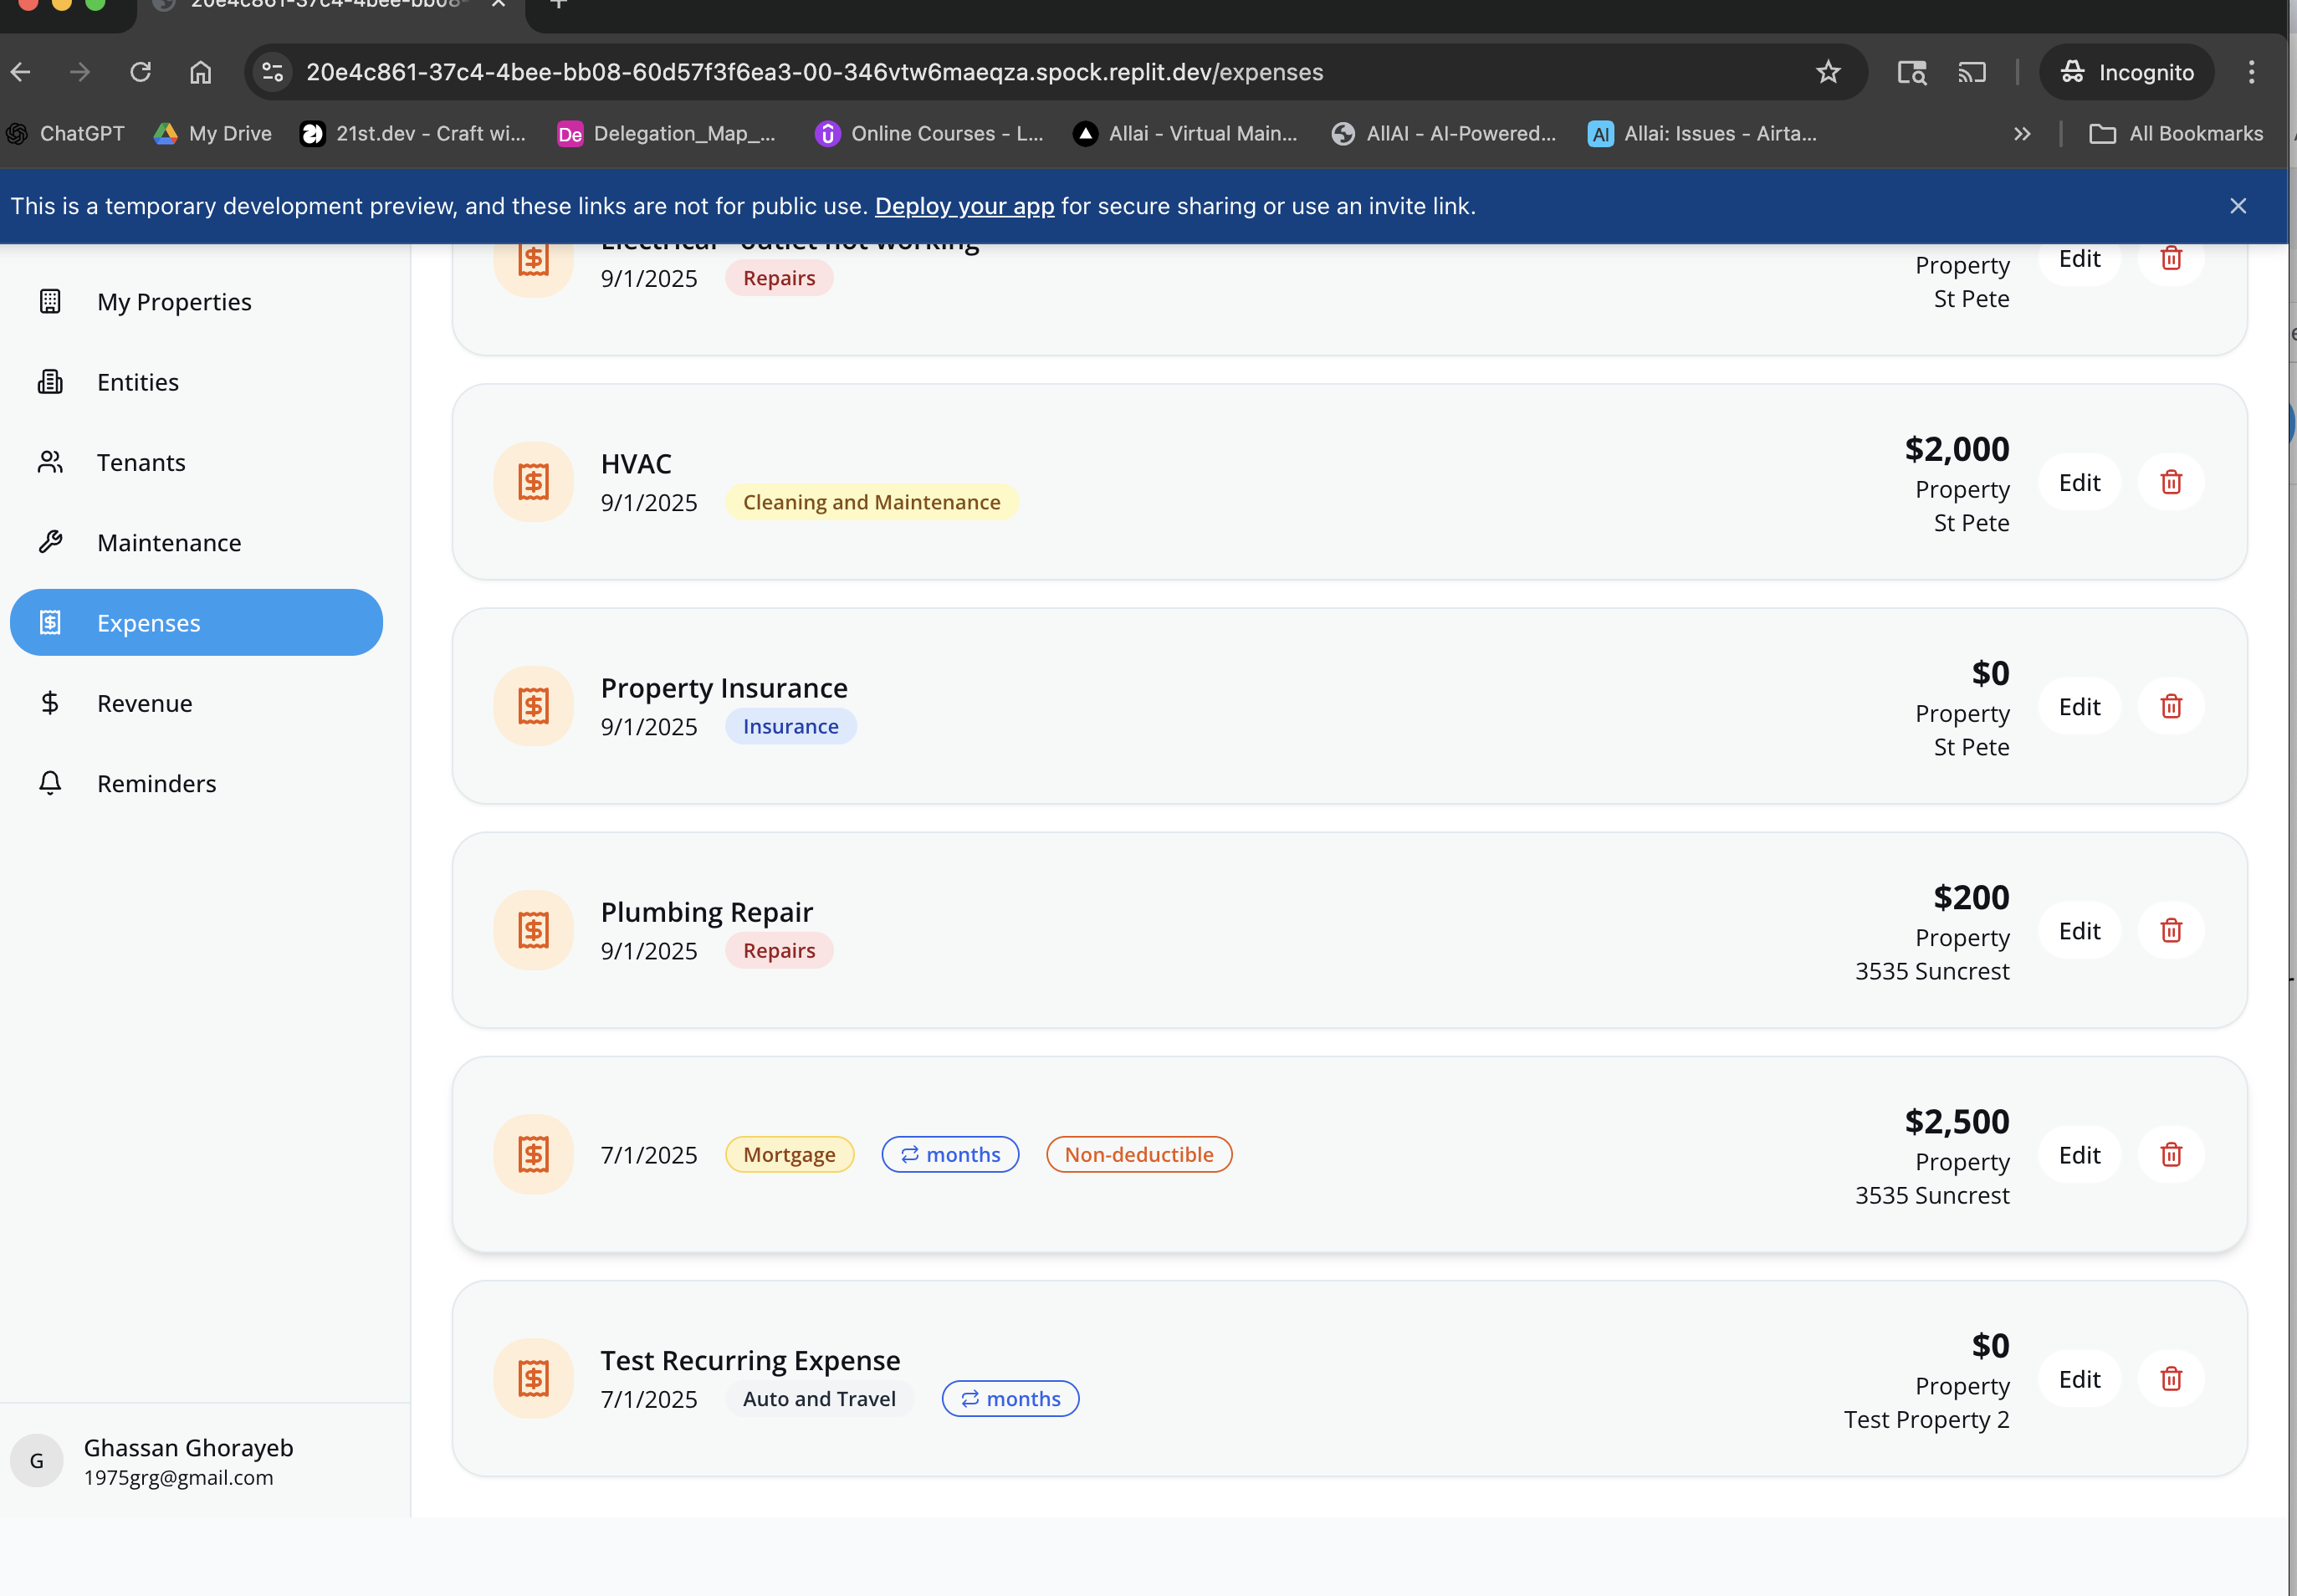 20e4c861-37c4-4bee-bb08-
20e4c861-37c4-4bee-bb08-60d57f3f6ea3-00-346vtw6maeqza.spock.replit.dev/expenses
Incognito
ChatGPT
My Drive
21st.dev - Craft wi...
De
Delegation_Map_...
Online Courses - L...
Allai - Virtual Main...
AllAI - AI-Powered...
AI
Allai: Issues - Airta...
All Bookmarks
This is a temporary development preview, and these links are not for public use. Deploy your app for secure sharing or use an invite link.
My Properties
Entities
Tenants
Maintenance
Expenses
Revenue
Reminders
G
Ghassan Ghorayeb
1975grg@gmail.com
Electrical - outlet not working
9/1/2025 Repairs
Property
St Pete
Edit
HVAC
9/1/2025 Cleaning and Maintenance
$2,000
Property
St Pete
Edit
Property Insurance
9/1/2025 Insurance
$0
Property
St Pete
Edit
Plumbing Repair
9/1/2025 Repairs
$200
Property
3535 Suncrest
Edit
7/1/2025 Mortgage months Non-deductible
$2,500
Property
3535 Suncrest
Edit
Test Recurring Expense
7/1/2025 Auto and Travel months
$0
Property
Test Property 2
Edit